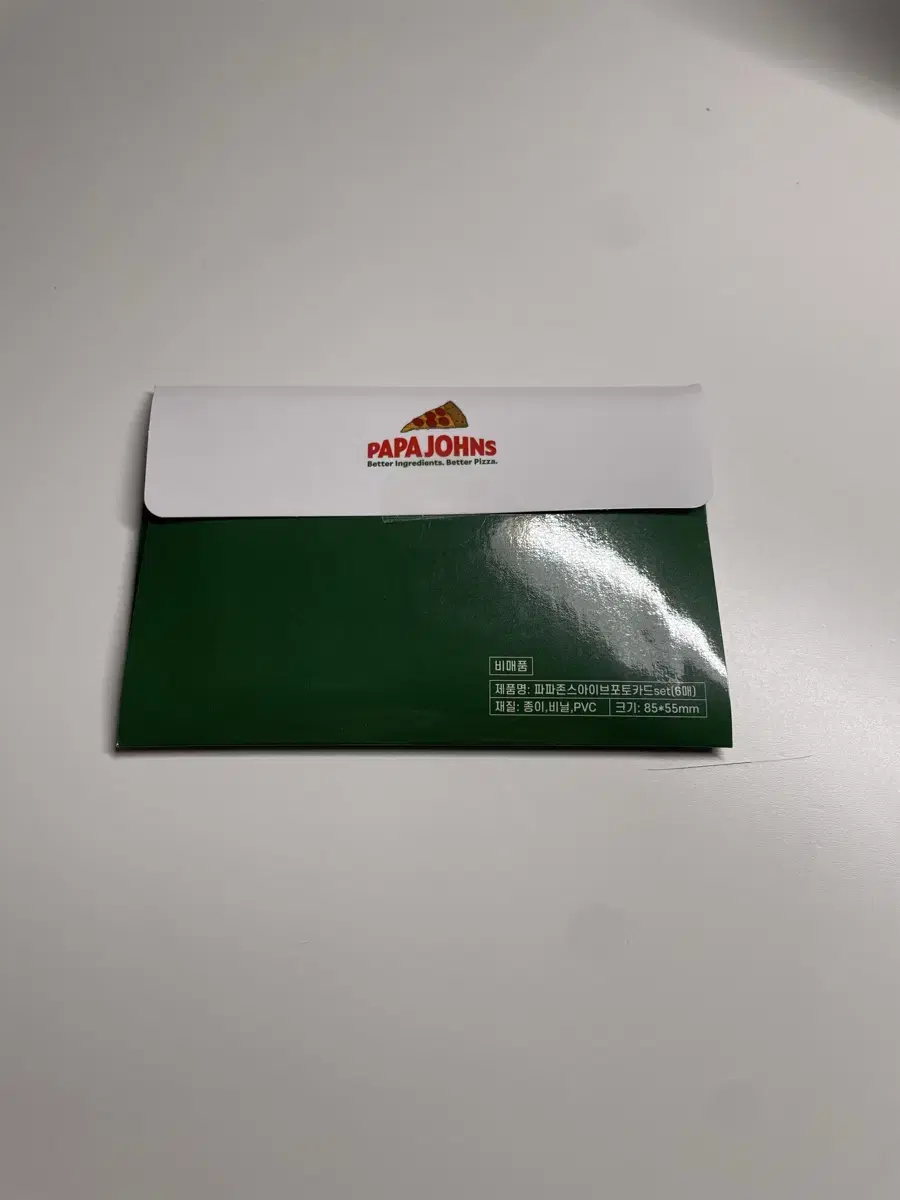 PAPA JOHNS
Better Ingredients. Better Pizza.
비매품
제품명: 파파존스아이브포토카드set(6매)
재질: 종이,비닐,PVC 크기: 85*55mm